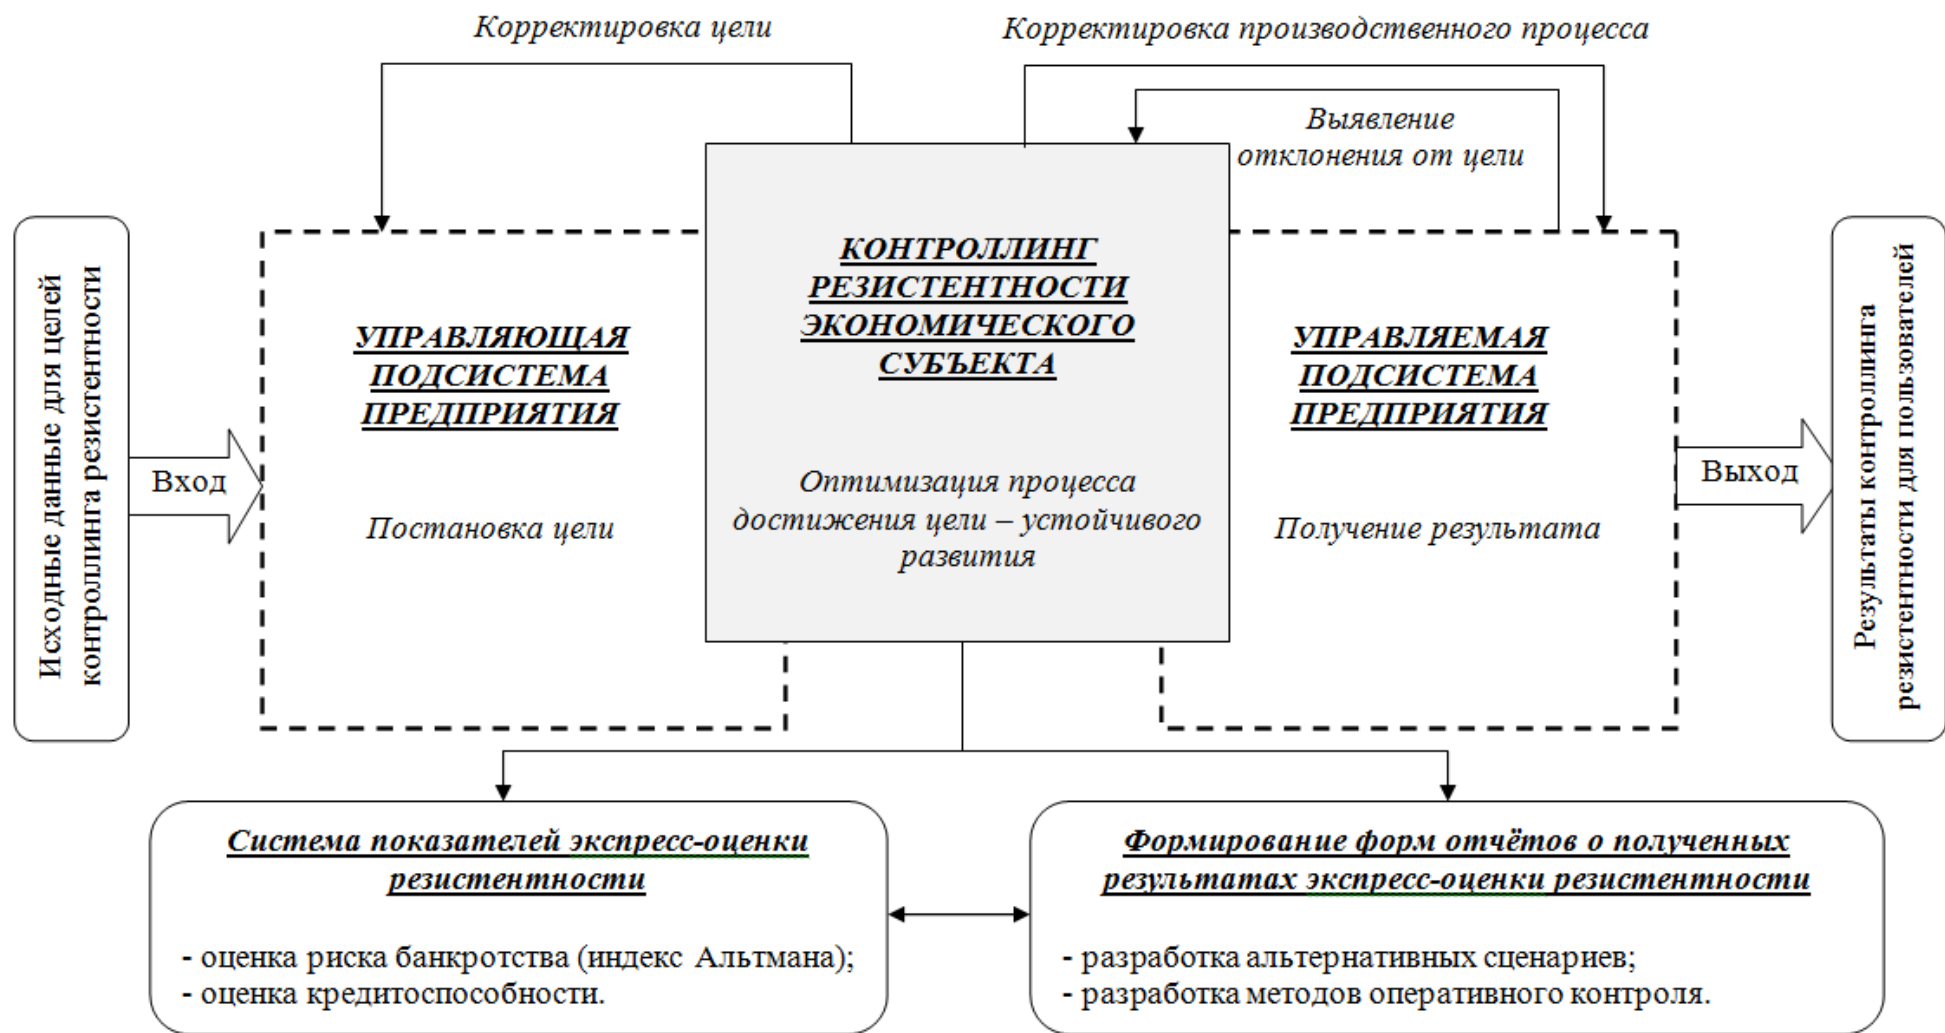 Корректировка цели
Корректировка производственного процесса
Выявление
отклонения от цели
Исходные данные для целей
контроллинга резистентности
Вход
УПРАВЛЯЮЩАЯ
ПОДСИСТЕМА
ПРЕДПРИЯТИЯ
Постановка цели
КОНТРОЛЛИНГ
РЕЗИСТЕНТНОСТИ
ЭКОНОМИЧЕСКОГО
СУБЪЕКТА
Оптимизация процесса
достижения цели – устойчивого
развития
УПРАВЛЯЕМАЯ
ПОДСИСТЕМА
ПРЕДПРИЯТИЯ
Получение результата
Выход
Результаты контроллинга
резистентности для пользователей
Система показателей экспресс-оценки
резистентности
- оценка риска банкротства (индекс Альтмана);
- оценка кредитоспособности.
Формирование форм отчётов о полученных
результатах экспресс-оценки резистентности
- разработка альтернативных сценариев;
- разработка методов оперативного контроля.